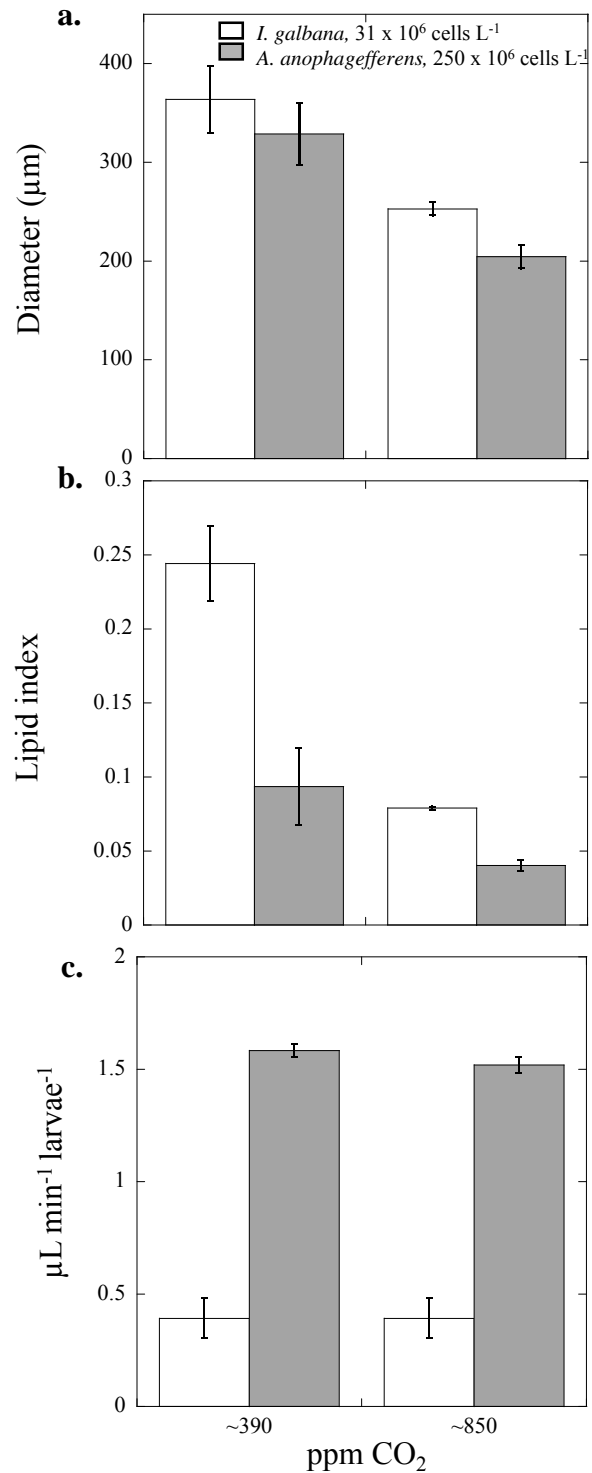 a.
I. galbana, 31 x 10⁶ cells L⁻¹
A. anophagefferens, 250 x 10⁶ cells L⁻¹
400
300
200
100
0
Diameter (µm)
b.
0.3
0.25
0.2
0.15
0.1
0.05
0
Lipid index
c.
2
1.5
1
0.5
0
µL min⁻¹ larvae⁻¹
~390 ~850
ppm CO₂